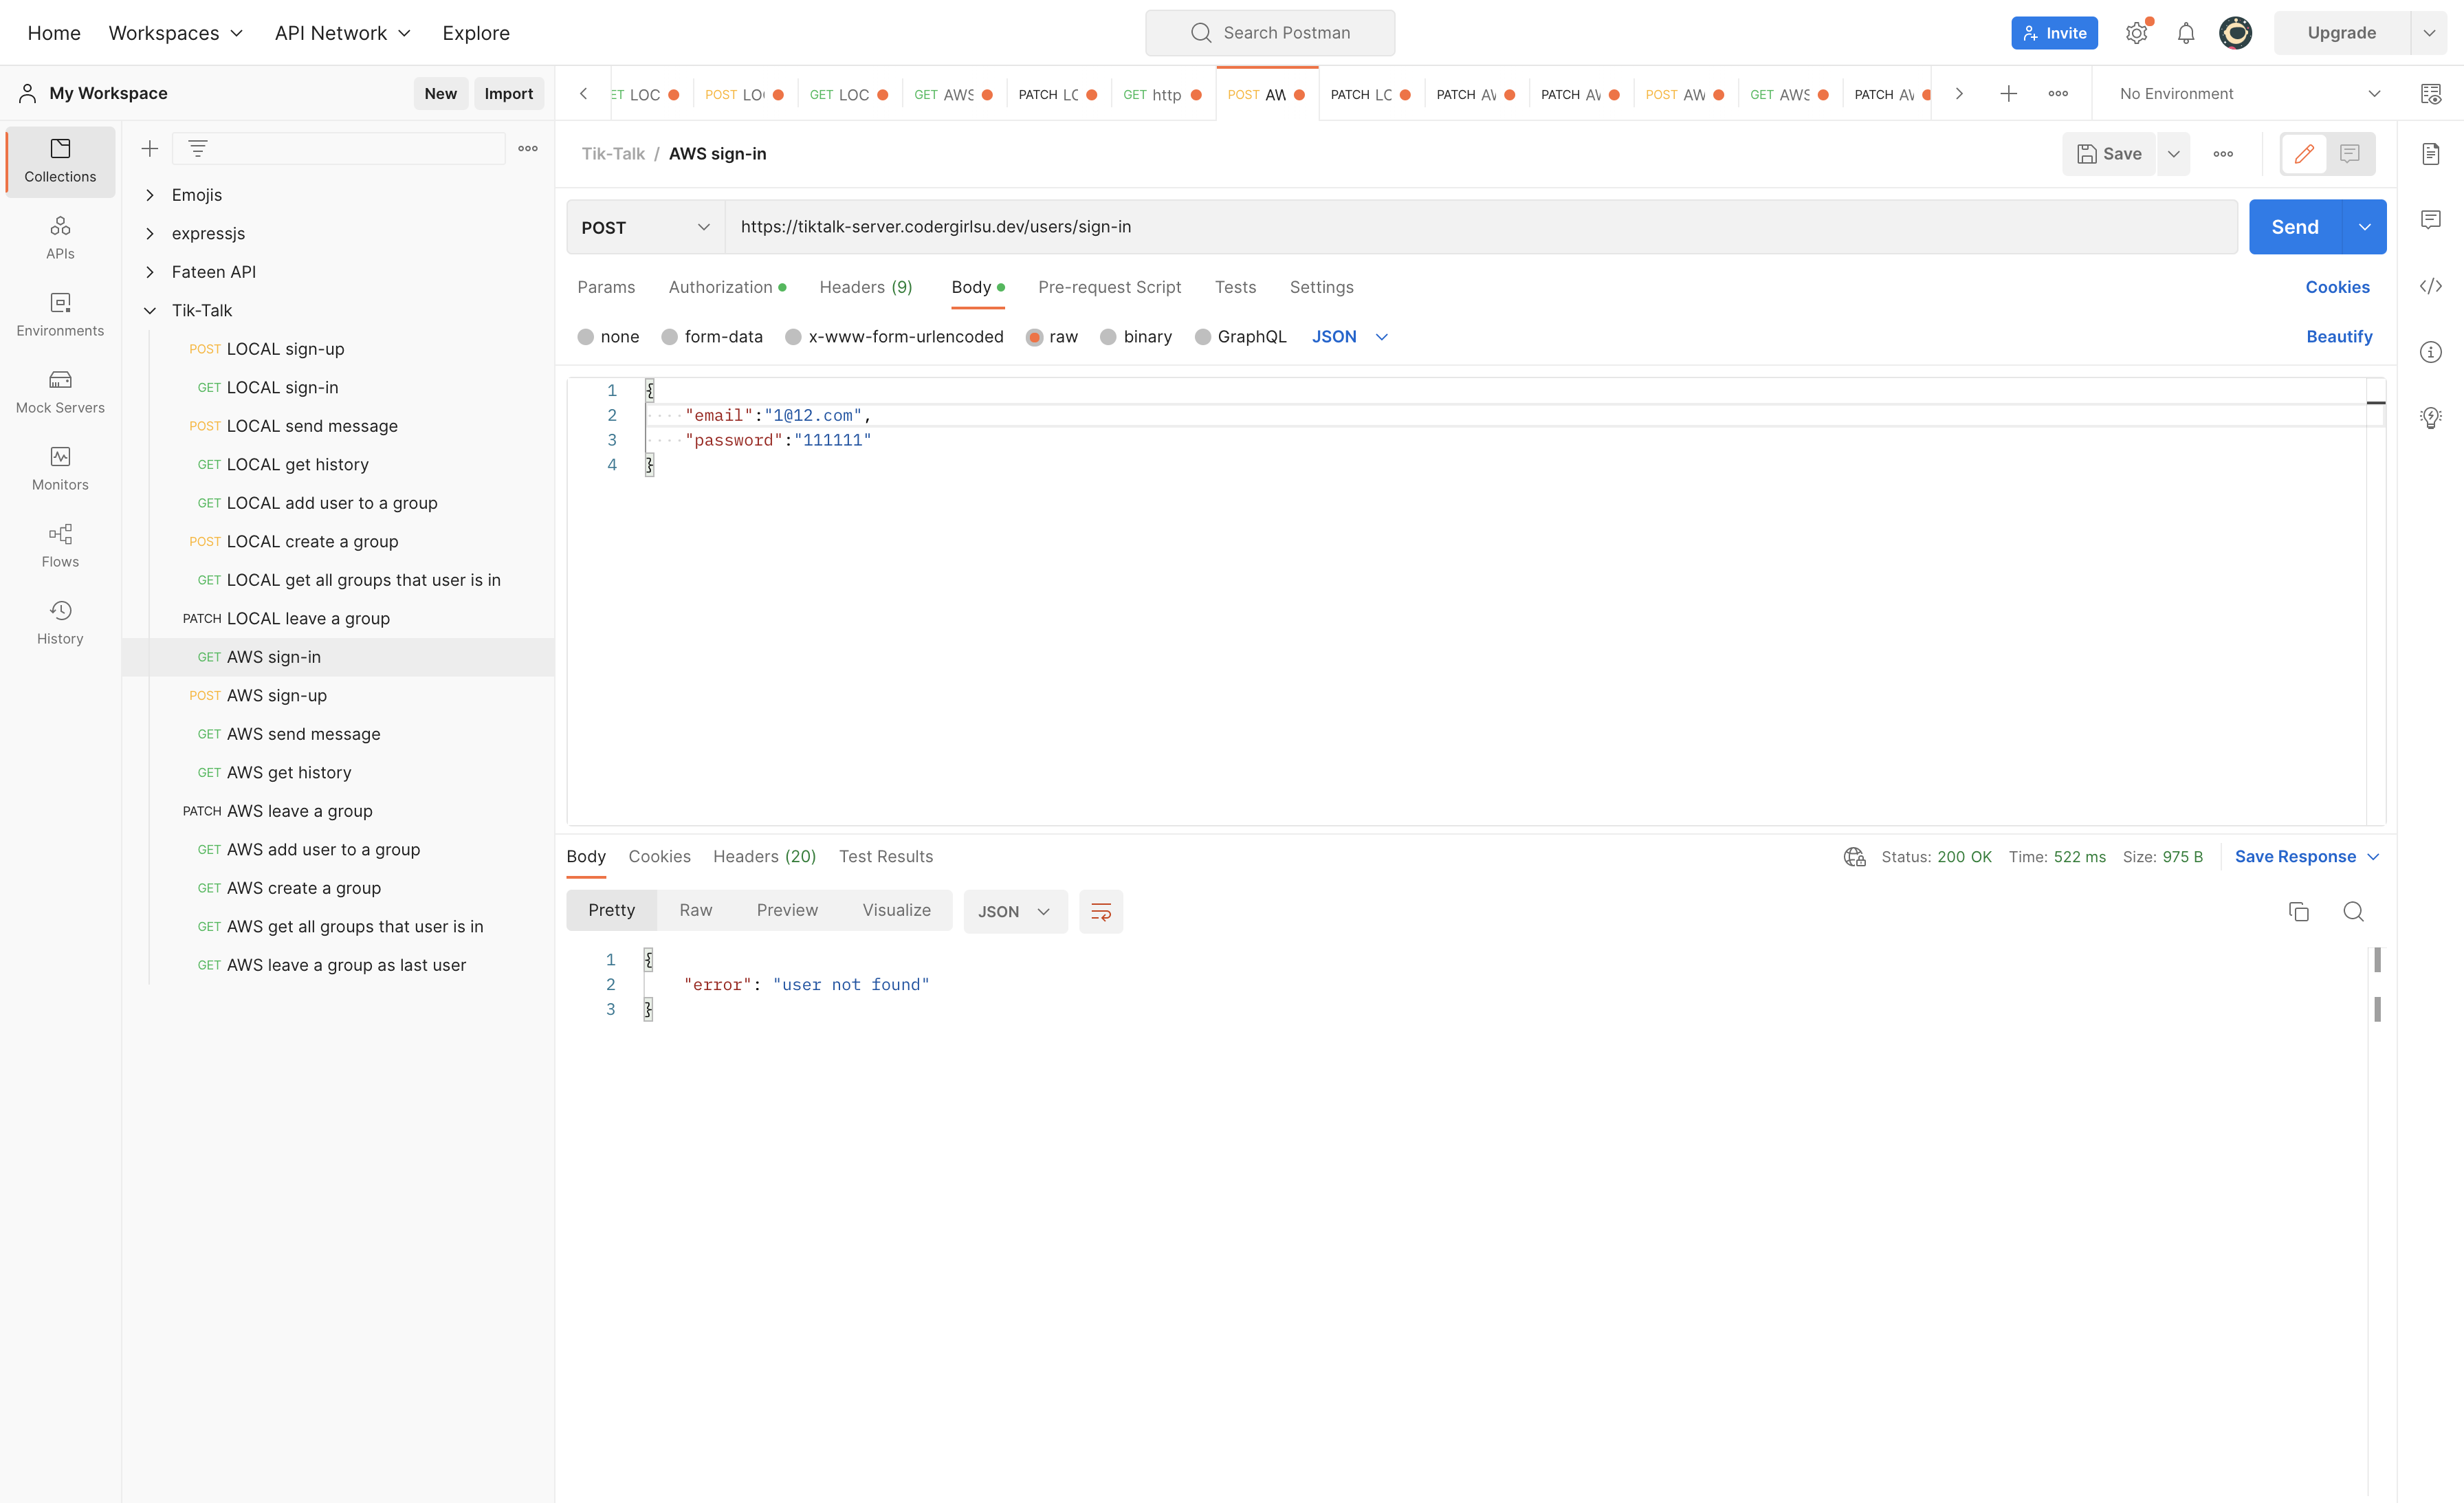 Home Workspaces API Network Explore Search Postman Invite Upgrade
My Workspace New Import
ET LOC POST LO GET LOC GET AWS PATCH LC GET http POST AW PATCH LC PATCH AV PATCH AV POST AW GET AWS PATCH AV No Environment
Collections
APIs
Environments
Mock Servers
Monitors
Flows
History
Emojis
expressjs
Fateen API
Tik-Talk
POST LOCAL sign-up
GET LOCAL sign-in
POST LOCAL send message
GET LOCAL get history
GET LOCAL add user to a group
POST LOCAL create a group
GET LOCAL get all groups that user is in
PATCH LOCAL leave a group
GET AWS sign-in
POST AWS sign-up
GET AWS send message
GET AWS get history
PATCH AWS leave a group
GET AWS add user to a group
GET AWS create a group
GET AWS get all groups that user is in
GET AWS leave a group as last user
Tik-Talk / AWS sign-in Save
POST https://tiktalk-server.codergirlsu.dev/users/sign-in Send
Params Authorization Headers (9) Body Pre-request Script Tests Settings Cookies
none form-data x-www-form-urlencoded raw binary GraphQL JSON Beautify
1 {
2 "email":"1@12.com",
3 "password":"111111"
4 }
Body Cookies Headers (20) Test Results Status: 200 OK Time: 522 ms Size: 975 B Save Response
Pretty Raw Preview Visualize JSON
1 {
2 "error": "user not found"
3 }